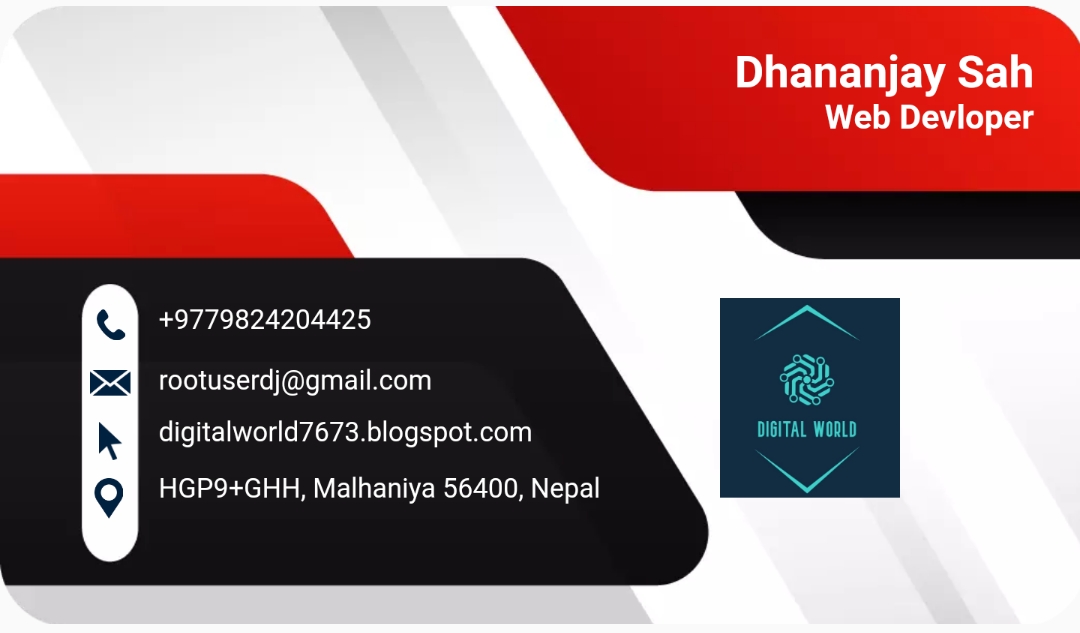 Dhananjay Sah
Web Devloper
+9779824204425
rootuserdj@gmail.com
digitalworld7673.blogspot.com
HGP9+GHH, Malhaniya 56400, Nepal
DIGITAL WORLD